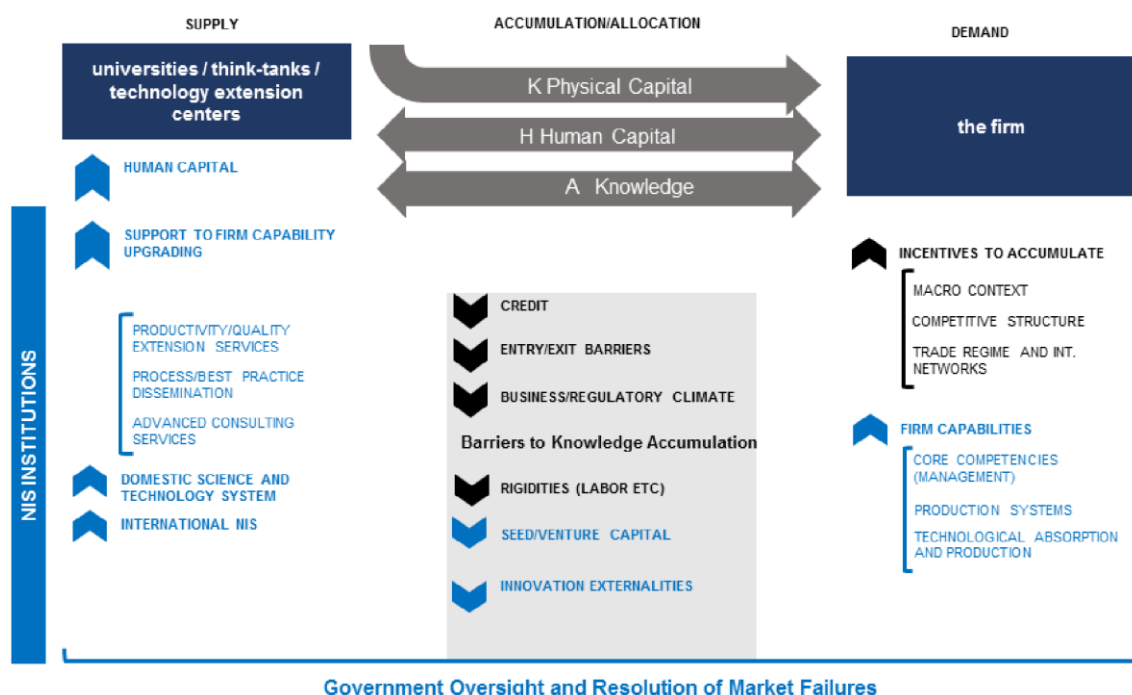 SUPPLY
universities / think-tanks /
technology extension
centers
HUMAN CAPITAL
SUPPORT TO FIRM CAPABILITY
UPGRADING
PRODUCTIVITY/QUALITY
EXTENSION SERVICES
PROCESS/BEST PRACTICE
DISSEMINATION
ADVANCED CONSULTING
SERVICES
DOMESTIC SCIENCE AND
TECHNOLOGY SYSTEM
INTERNATIONAL NIS
NIS INSTITUTIONS
ACCUMULATION/ALLOCATION
K Physical Capital
H Human Capital
A Knowledge
CREDIT
ENTRY/EXIT BARRIERS
BUSINESS/REGULATORY CLIMATE
Barriers to Knowledge Accumulation
RIGIDITIES (LABOR ETC)
SEED/VENTURE CAPITAL
INNOVATION EXTERNALITIES
DEMAND
the firm
INCENTIVES TO ACCUMULATE
MACRO CONTEXT
COMPETITIVE STRUCTURE
TRADE REGIME AND INT.
NETWORKS
FIRM CAPABILITIES
CORE COMPETENCIES
(MANAGEMENT)
PRODUCTION SYSTEMS
TECHNOLOGICAL ABSORPTION
AND PRODUCTION
Government Oversight and Resolution of Market Failures